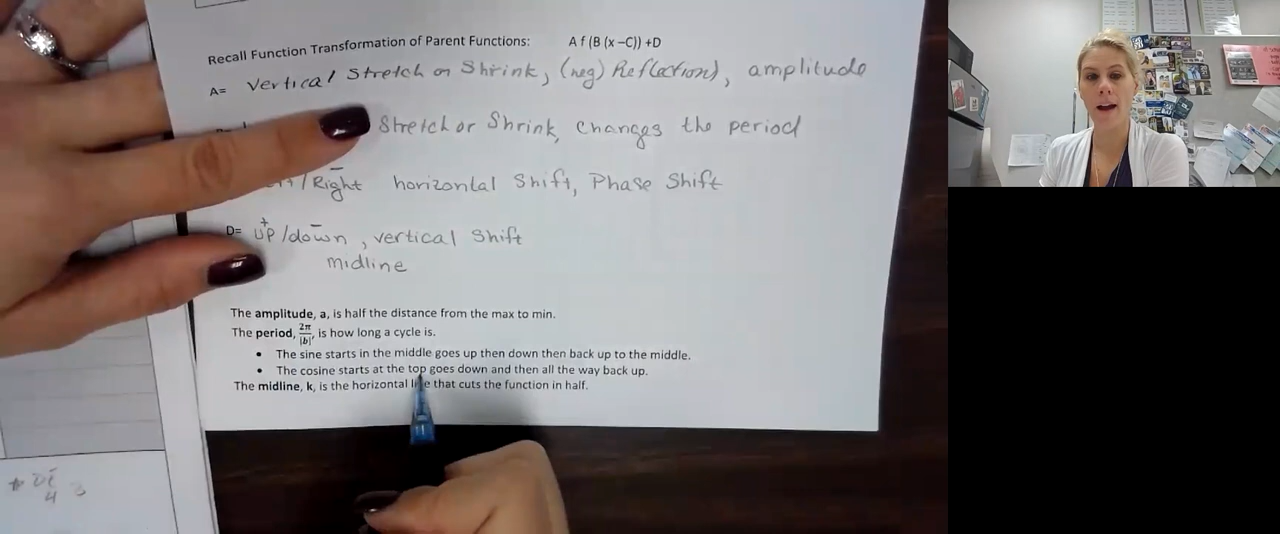 Recall Function Transformation of Parent Functions: A f (B (x –C)) +D
A= Vertical Stretch or Shrink, (neg) Reflection), amplitude
Stretch or Shrink, Changes the period
/Right horizontal Shift, Phase Shift
D= up/down, vertical Shift
midline
The amplitude, a, is half the distance from the max to min.
The period, 2π/|b|, is how long a cycle is.
• The sine starts in the middle goes up then down then back up to the middle.
• The cosine starts at the top goes down and then all the way back up.
The midline, k, is the horizontal line that cuts the function in half.